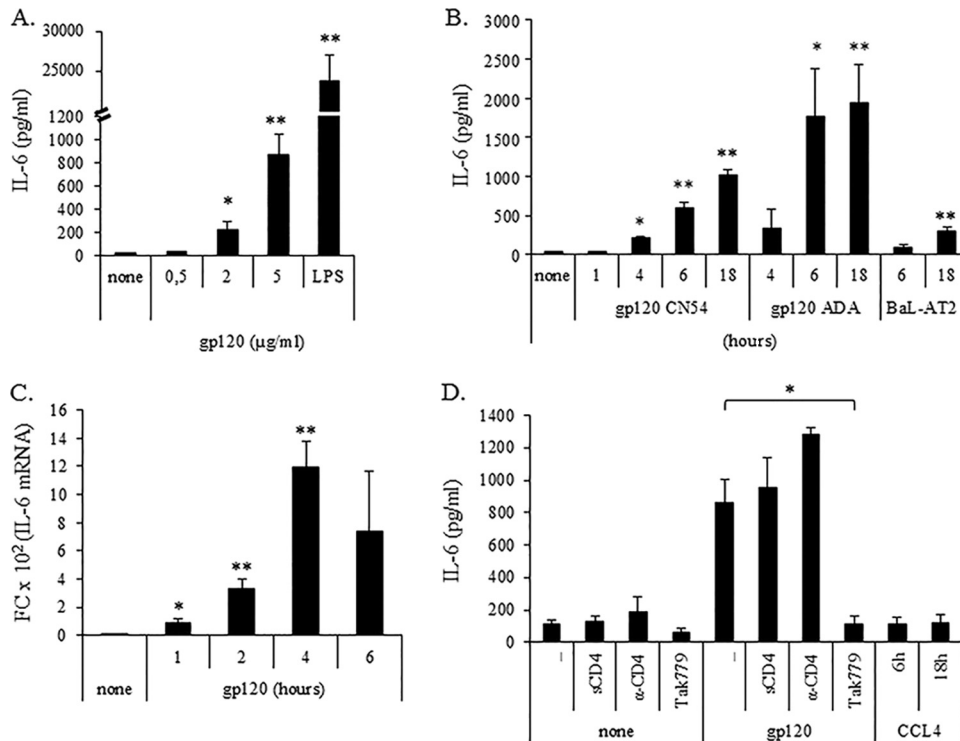 A.
30000
25000
1200
1000
800
600
400
200
0
IL-6 (pg/ml)
*
**
**
none
0,5
2
5
LPS
gp120 (µg/ml)
B.
3000
2500
2000
1500
1000
500
0
IL-6 (pg/ml)
*
**
**
*
**
**
none
1
4
6
18
4
6
18
6
18
gp120 CN54
gp120 ADA
BaL-AT2
(hours)
C.
16
14
12
10
8
6
4
2
0
FC x 10² (IL-6 mRNA)
*
**
**
none
1
2
4
6
gp120 (hours)
D.
1400
1200
1000
800
600
400
200
0
IL-6 (pg/ml)
*
–
sCD4
α-CD4
Tak779
–
sCD4
α-CD4
Tak779
6h
18h
none
gp120
CCL4